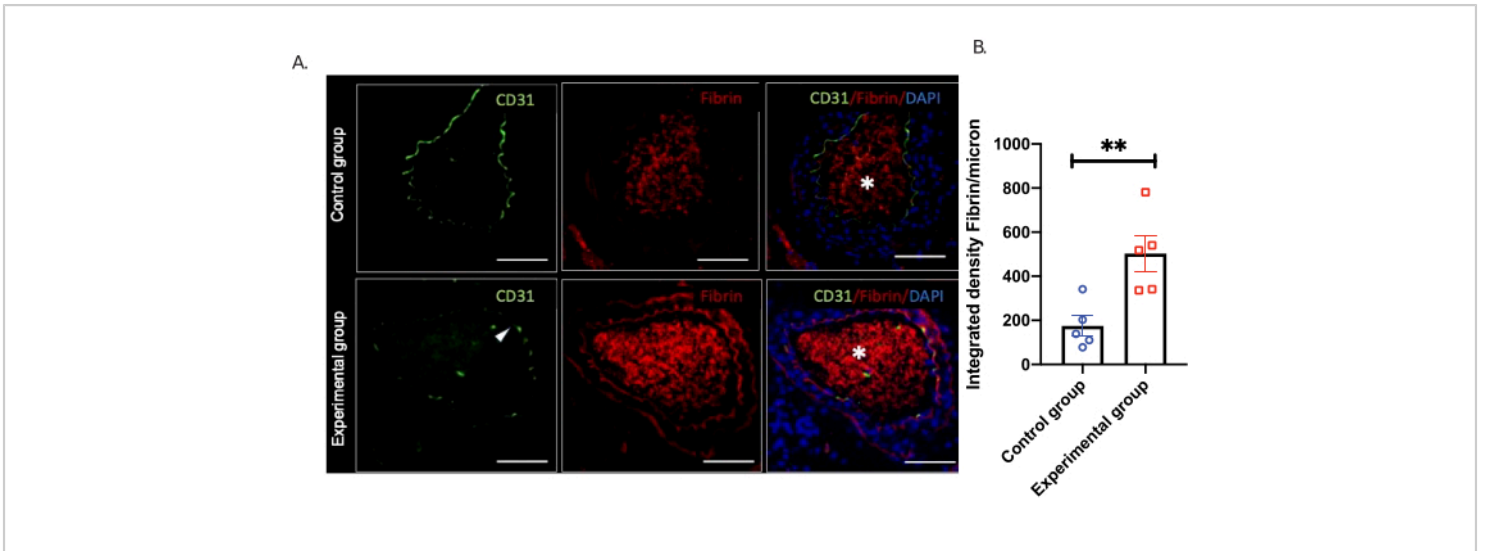 A.
CD31
Fibrin
CD31/Fibrin/DAPI
Control group
CD31
Fibrin
CD31/Fibrin/DAPI
Experimental group
*
*
B.
**
Integrated density Fibrin/micron
1000
800
600
400
200
0
Control group
Experimental group